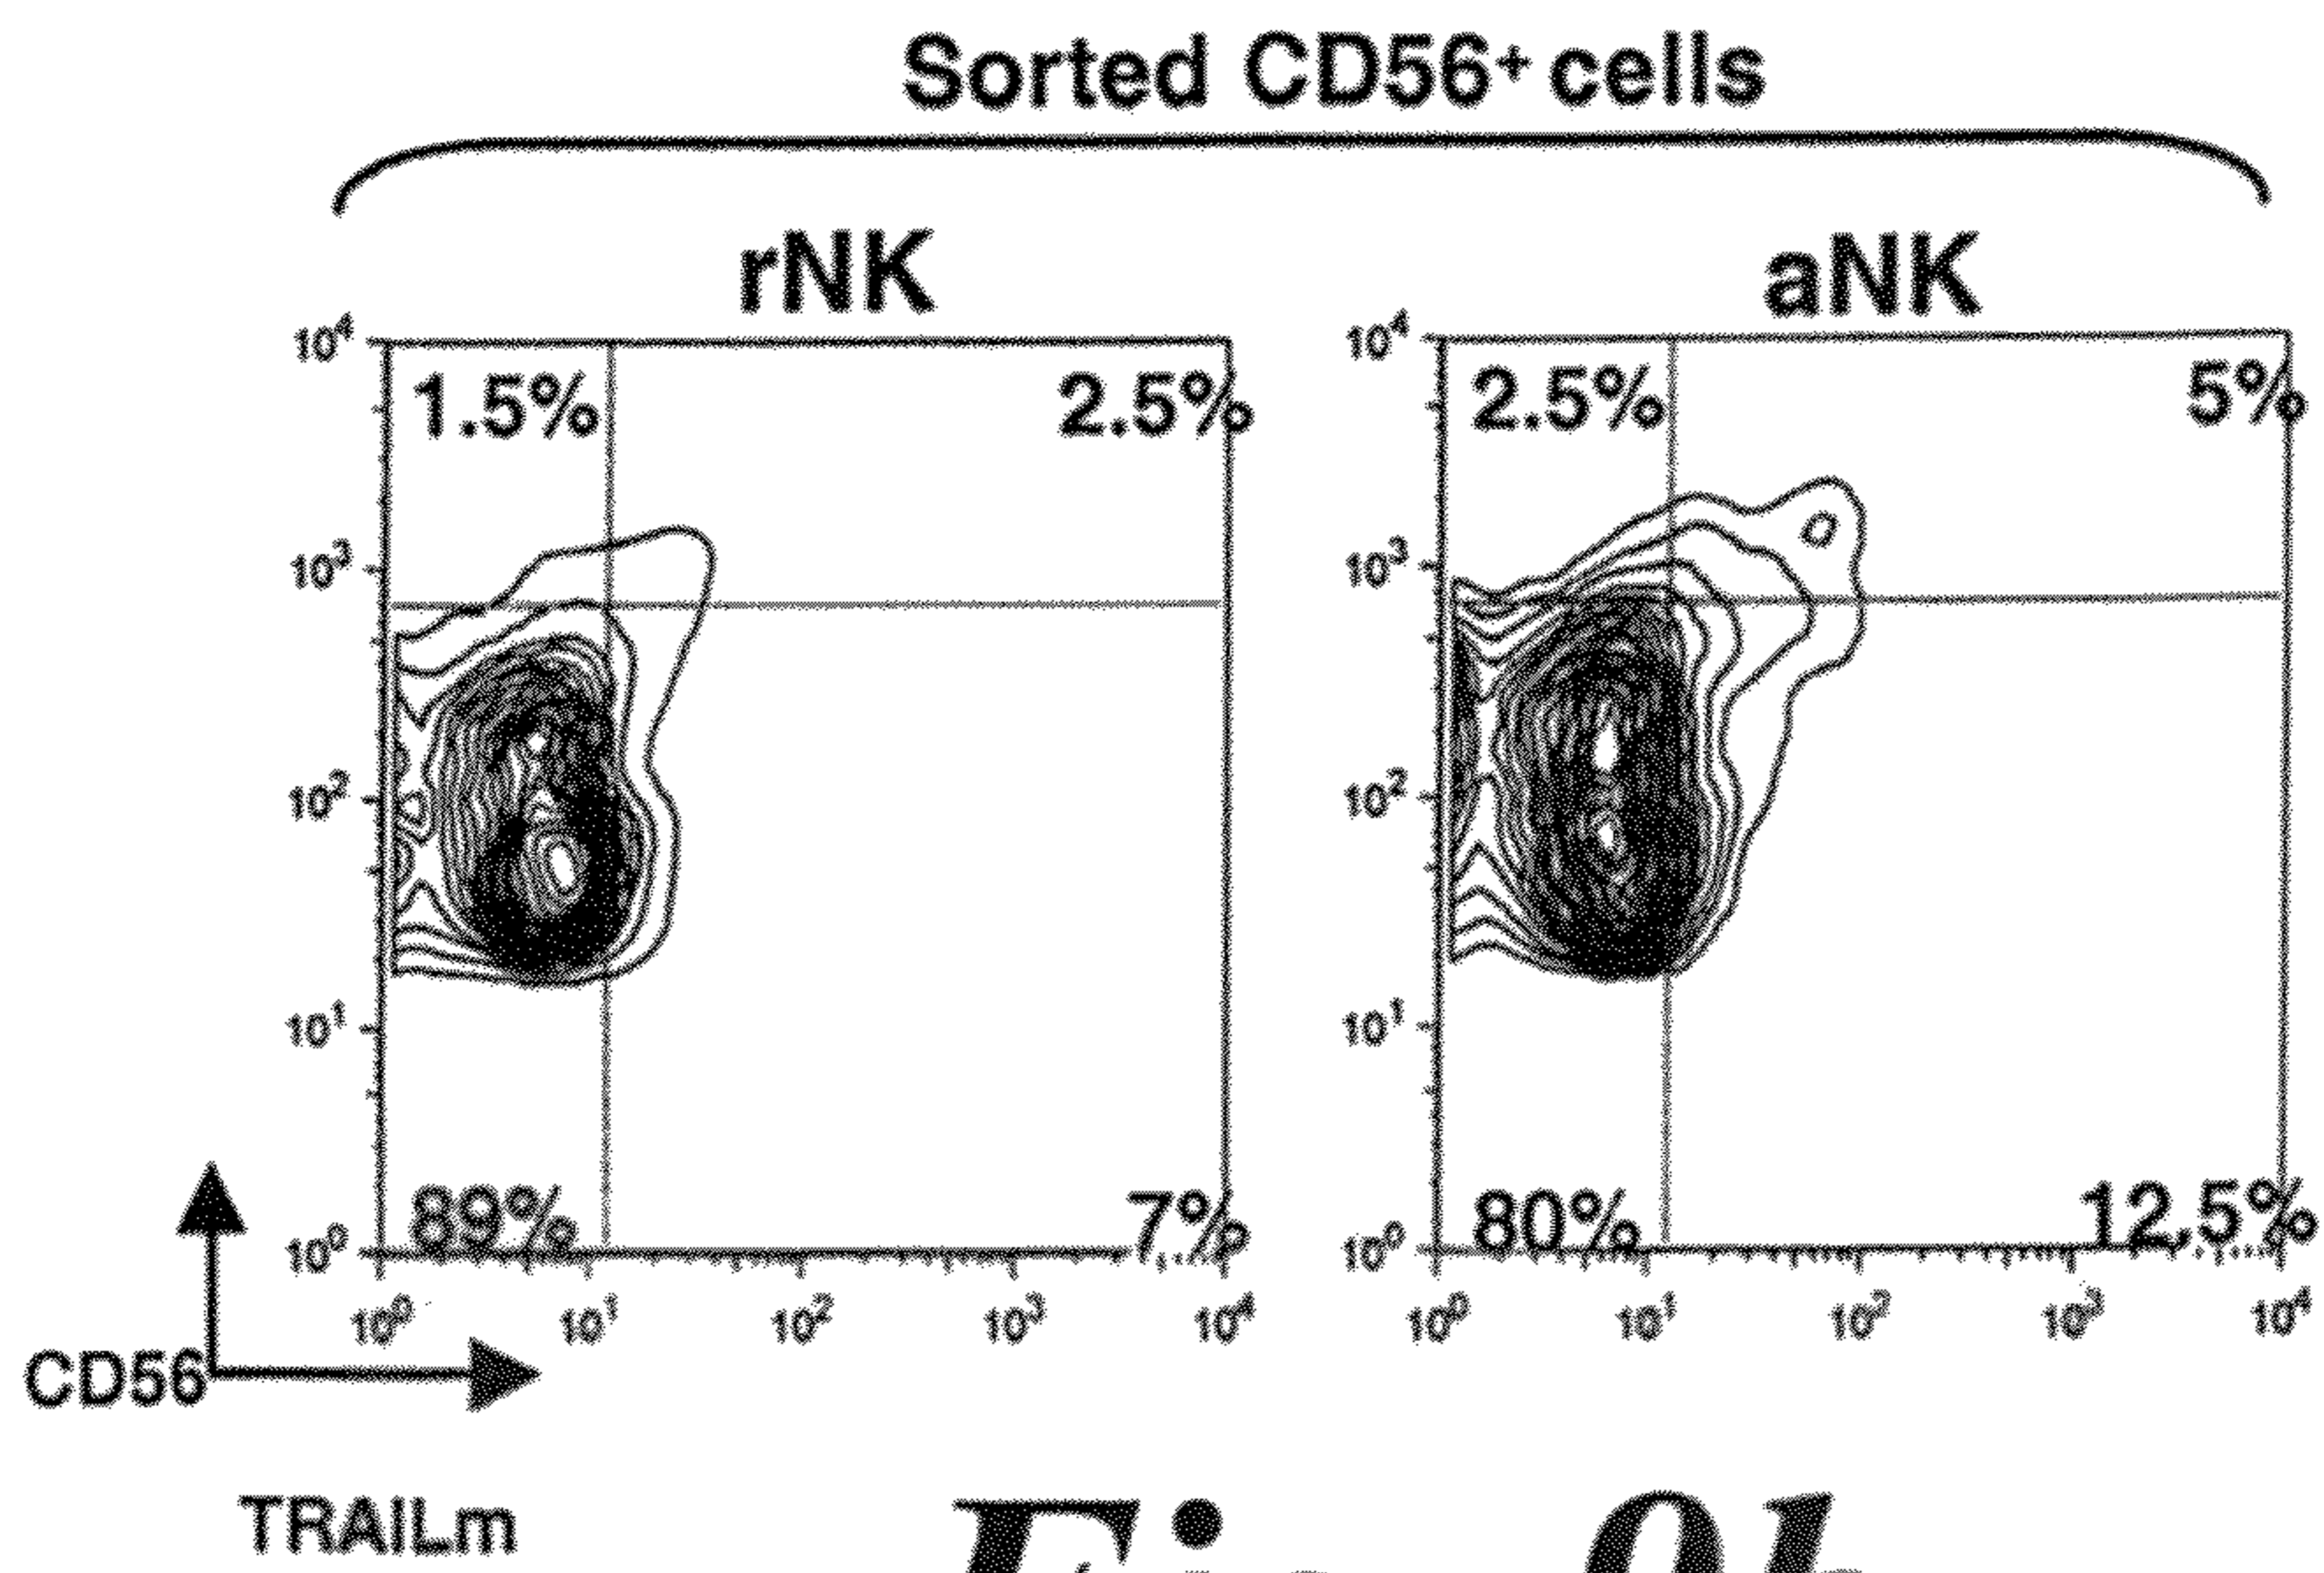 Sorted CD56+ cells
rNK
aNK
10⁴
1.5%
2.5%
10³
10²
10¹
10⁰
89%
7%
10⁰ 10¹ 10² 10³ 10⁴
10⁴
2.5%
5%
10³
10²
10¹
10⁰
80%
12.5%
10⁰ 10¹ 10² 10³ 10⁴
CD56
TRAILm